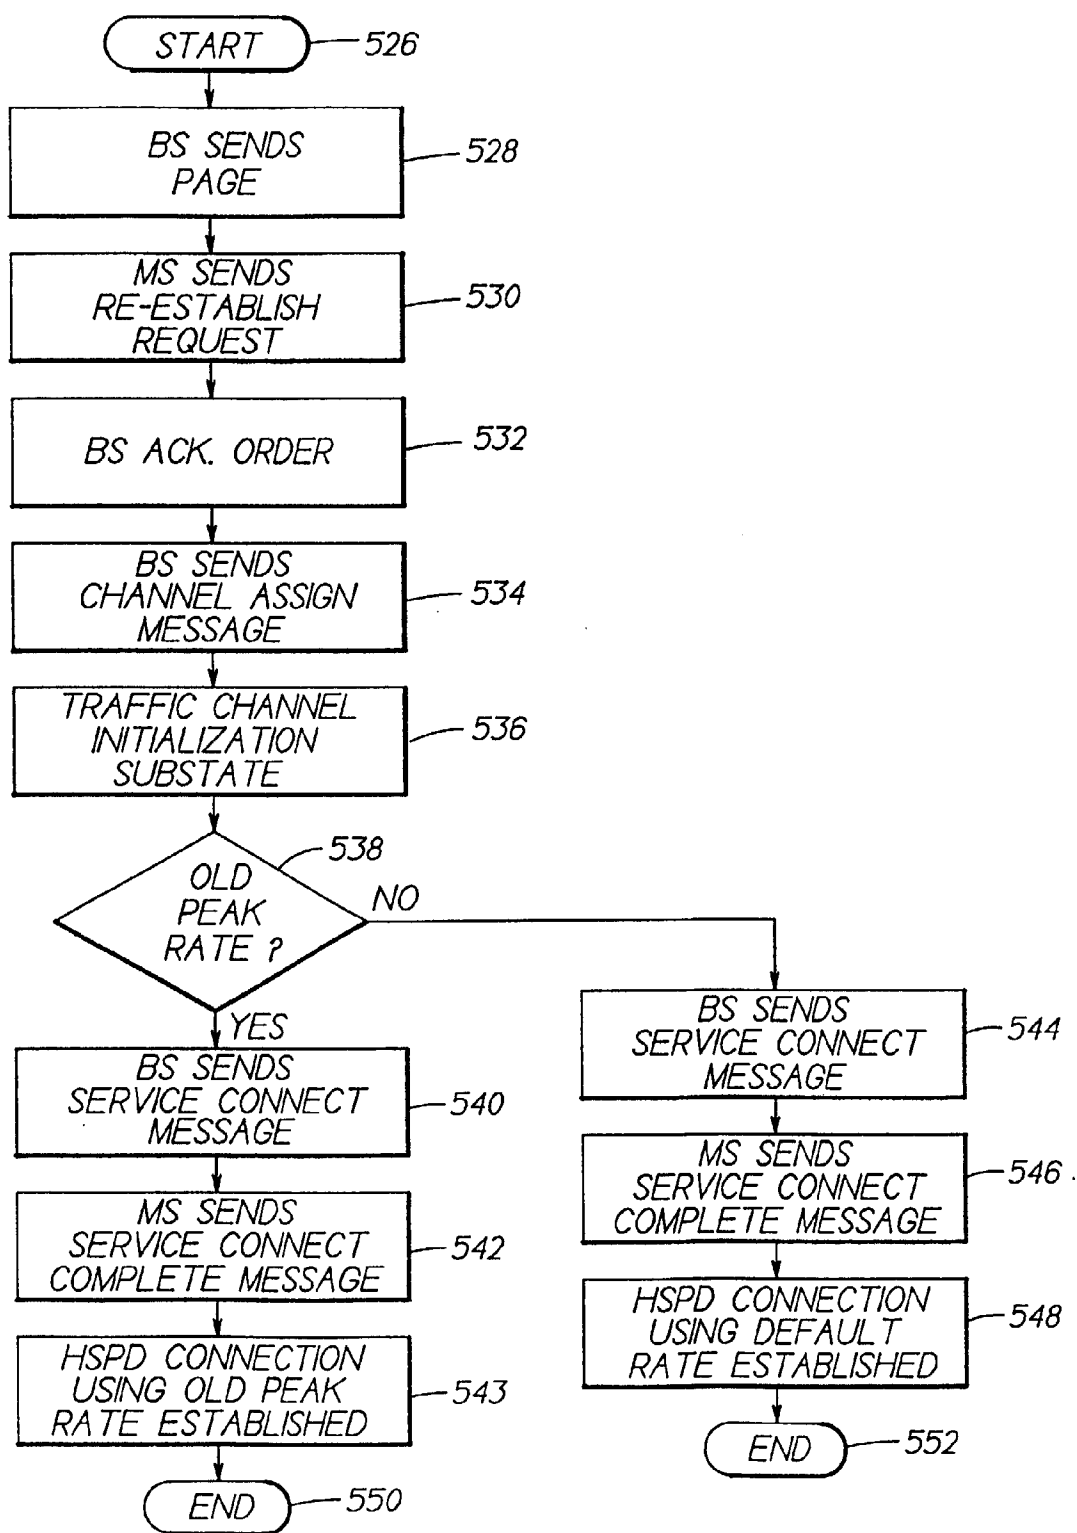 START
526
BS SENDS
PAGE
528
MS SENDS
RE-ESTABLISH
REQUEST
530
BS ACK. ORDER
532
BS SENDS
CHANNEL ASSIGN
MESSAGE
534
TRAFFIC CHANNEL
INITIALIZATION
SUBSTATE
536
OLD
PEAK
RATE ?
538
NO
YES
BS SENDS
SERVICE CONNECT
MESSAGE
540
MS SENDS
SERVICE CONNECT
COMPLETE MESSAGE
542
HSPD CONNECTION
USING OLD PEAK
RATE ESTABLISHED
543
END
550
BS SENDS
SERVICE CONNECT
MESSAGE
544
MS SENDS
SERVICE CONNECT
COMPLETE MESSAGE
546
HSPD CONNECTION
USING DEFAULT
RATE ESTABLISHED
548
END
552